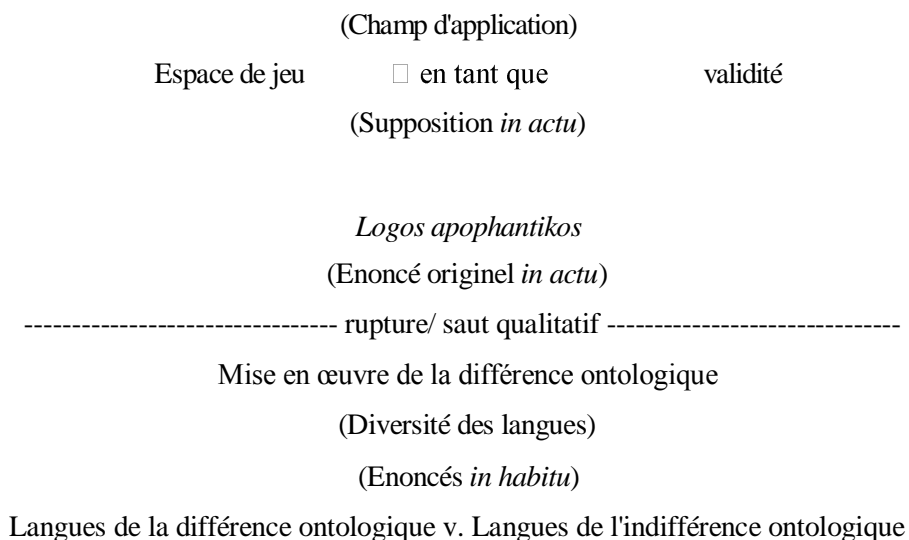 (Champ d'application)
Espace de jeu □ en tant que validité
(Supposition in actu)
Logos apophantikos
(Enoncé originel in actu)
--------------------------------- rupture/ saut qualitatif -------------------------------
Mise en œuvre de la différence ontologique
(Diversité des langues)
(Enoncés in habitu)
Langues de la différence ontologique v. Langues de l'indifférence ontologique